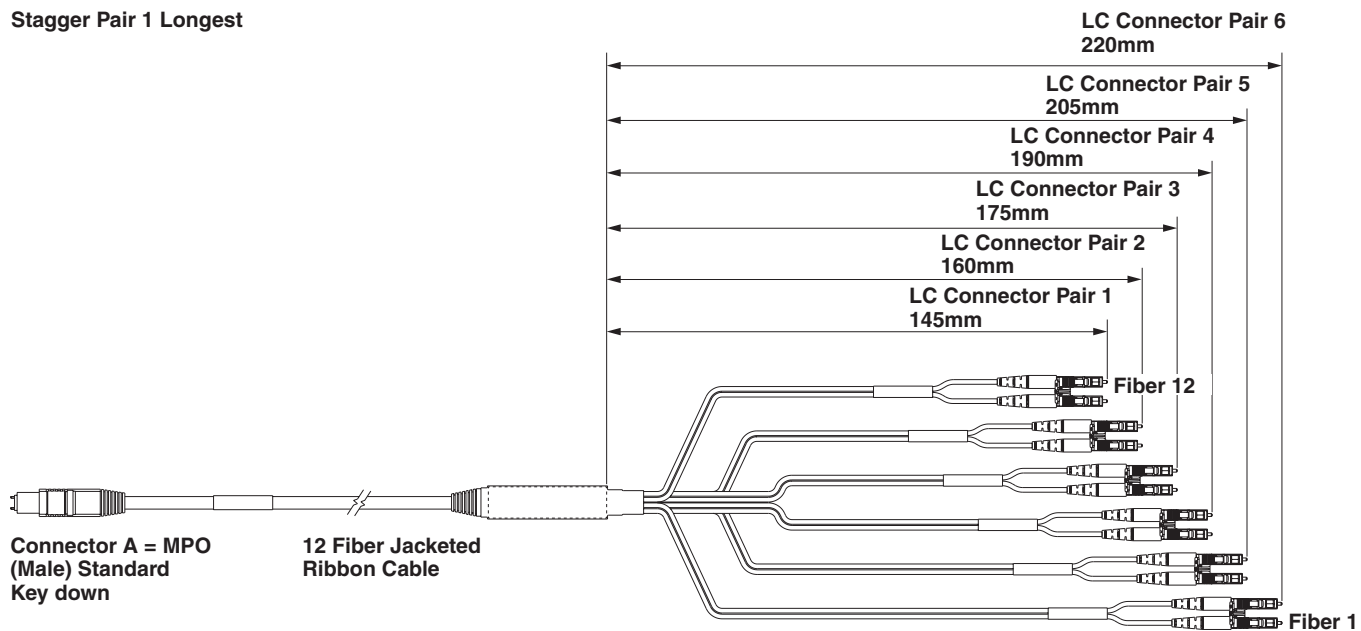 Stagger Pair 1 Longest
LC Connector Pair 6
220mm
LC Connector Pair 5
205mm
LC Connector Pair 4
190mm
LC Connector Pair 3
175mm
LC Connector Pair 2
160mm
LC Connector Pair 1
145mm
Fiber 12
Connector A = MPO
(Male) Standard
Key down
12 Fiber Jacketed
Ribbon Cable
Fiber 1